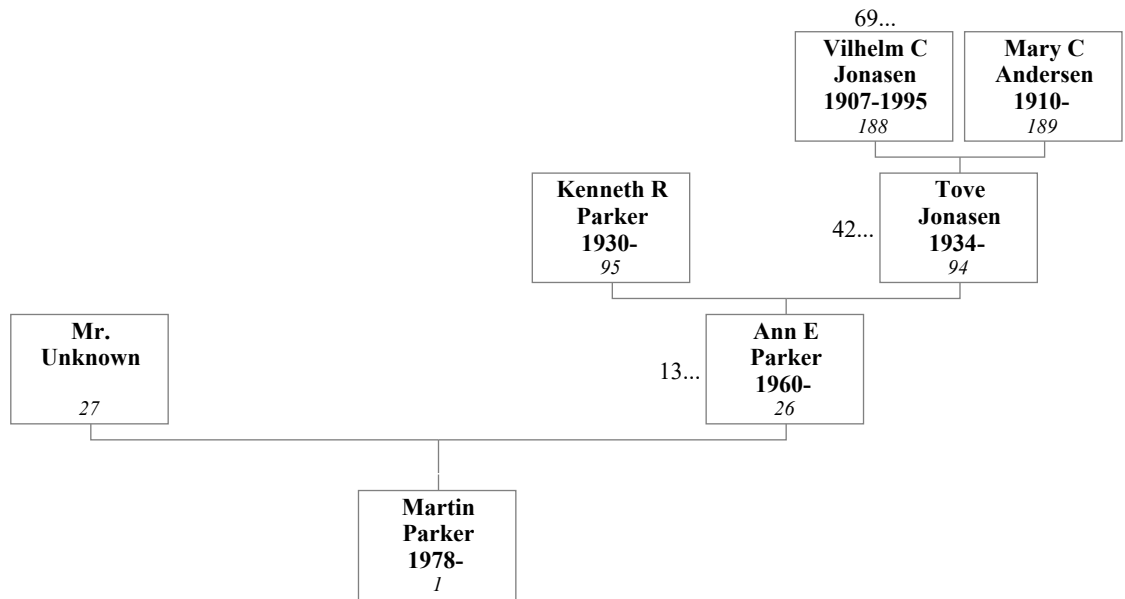 69...
Vilhelm C
Jonasen
1907-1995
188
Mary C
Andersen
1910-
189
Kenneth R
Parker
1930-
95
42...
Tove
Jonasen
1934-
94
Mr.
Unknown
27
13...
Ann E
Parker
1960-
26
Martin
Parker
1978-
1